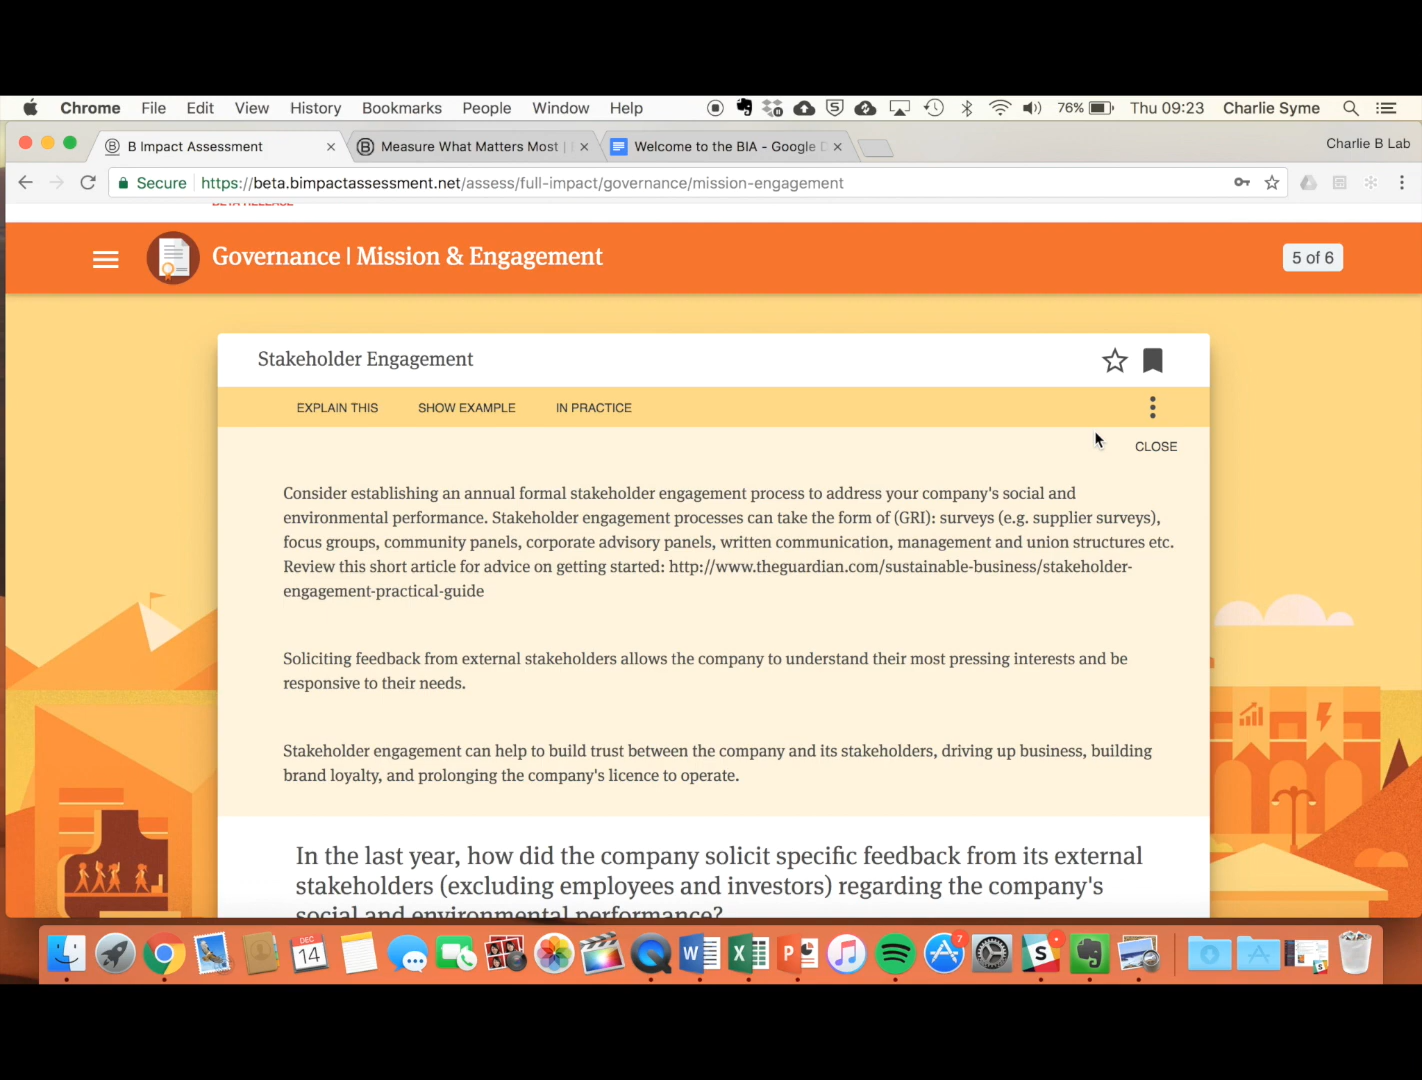 Chrome File Edit View History Bookmarks People Window Help 76% Thu 09:23 Charlie Syme
B Impact Assessment Measure What Matters Most | Welcome to the BIA - Google D Charlie B Lab
Secure https://beta.bimpactassessment.net/assess/full-impact/governance/mission-engagement
BETA RELEASE
Governance | Mission & Engagement 5 of 6
Stakeholder Engagement
EXPLAIN THIS SHOW EXAMPLE IN PRACTICE
CLOSE
Consider establishing an annual formal stakeholder engagement process to address your company's social and
environmental performance. Stakeholder engagement processes can take the form of (GRI): surveys (e.g. supplier surveys),
focus groups, community panels, corporate advisory panels, written communication, management and union structures etc.
Review this short article for advice on getting started: http://www.theguardian.com/sustainable-business/stakeholder-
engagement-practical-guide
Soliciting feedback from external stakeholders allows the company to understand their most pressing interests and be
responsive to their needs.
Stakeholder engagement can help to build trust between the company and its stakeholders, driving up business, building
brand loyalty, and prolonging the company's licence to operate.
In the last year, how did the company solicit specific feedback from its external
stakeholders (excluding employees and investors) regarding the company's
social and environmental performance?
DEC
14
7